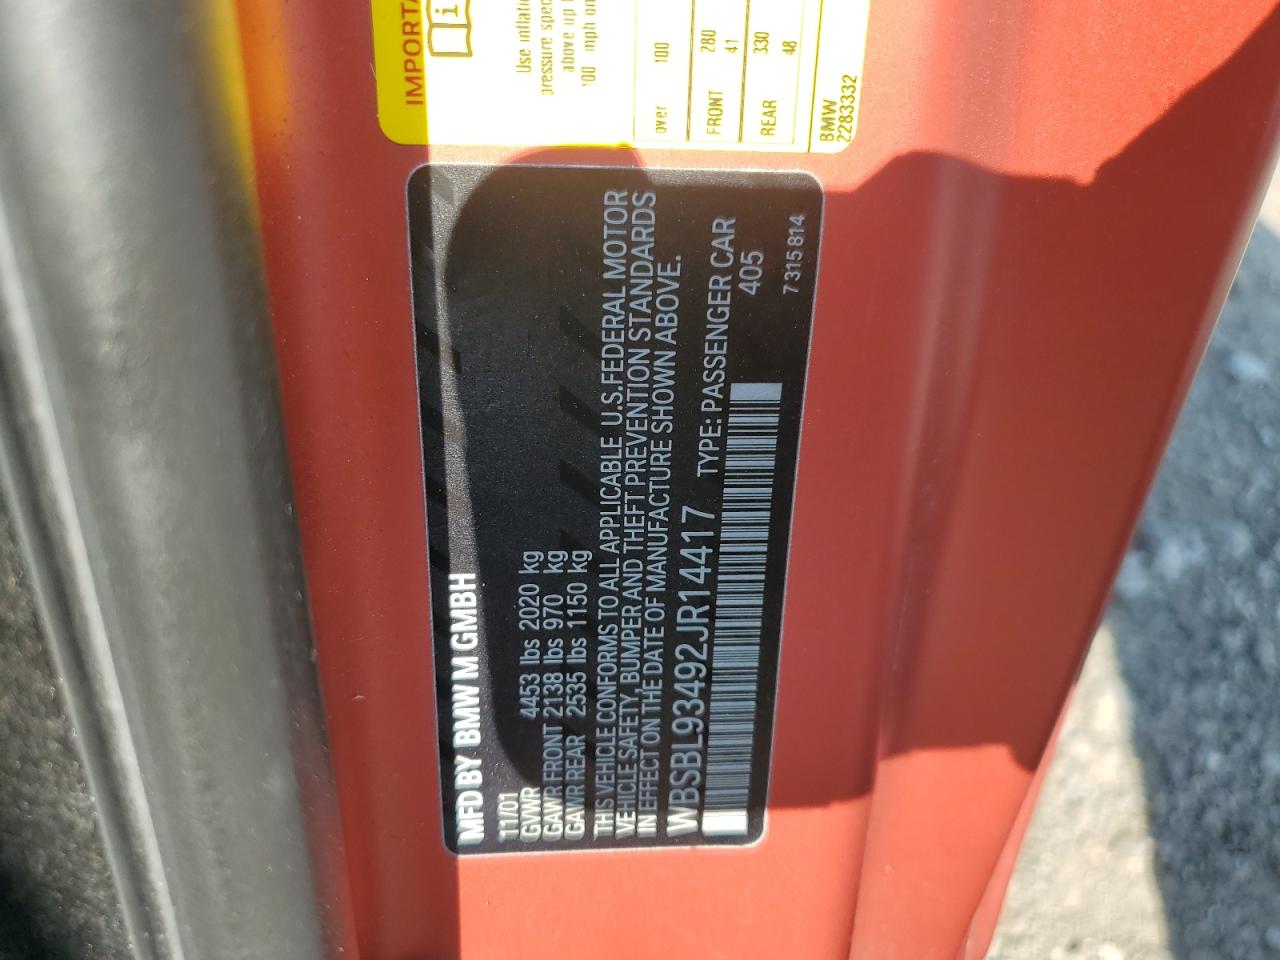 MFD BY BMW M GMBH
11/01
GVWR 4453 lbs 2020 kg
GAWR FRONT 2138 lbs 970 kg
GAWR REAR 2535 lbs 1150 kg
THIS VEHICLE CONFORMS TO ALL APPLICABLE U.S.FEDERAL MOTOR
VEHICLE SAFETY, BUMPER AND THEFT PREVENTION STANDARDS
IN EFFECT ON THE DATE OF MANUFACTURE SHOWN ABOVE.
WBSBL93492JR14417 TYPE: PASSENGER CAR
405
7 315 814
IMPORTA
i
Use inflatio
pressure spec
above up t
100 mph on
over 100
FRONT 280
41
REAR 330
48
BMW
2283332